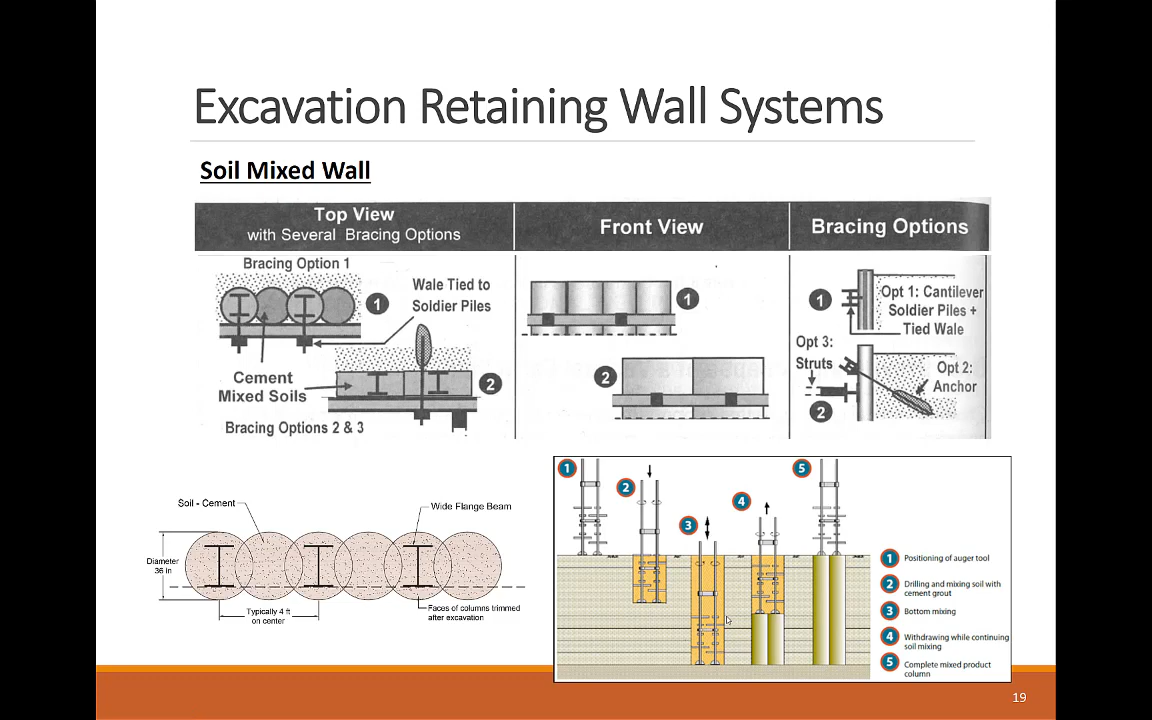 Excavation Retaining Wall Systems
Soil Mixed Wall
Top View
with Several Bracing Options
Front View
Bracing Options
Bracing Option 1
1
Wale Tied to
Soldier Piles
Cement
Mixed Soils
2
Bracing Options 2 & 3
1
2
1
Opt 1: Cantilever
Soldier Piles +
Tied Wale
Opt 3:
Struts
Opt 2:
Anchor
2
Soil - Cement
Wide Flange Beam
Diameter
36 in
Typically 4 ft
on center
Faces of columns trimmed
after excavation
1
2
3
4
5
1 Positioning of auger tool
2 Drilling and mixing soil with
cement grout
3 Bottom mixing
4 Withdrawing while continuing
soil mixing
5 Complete mixed product
column
19